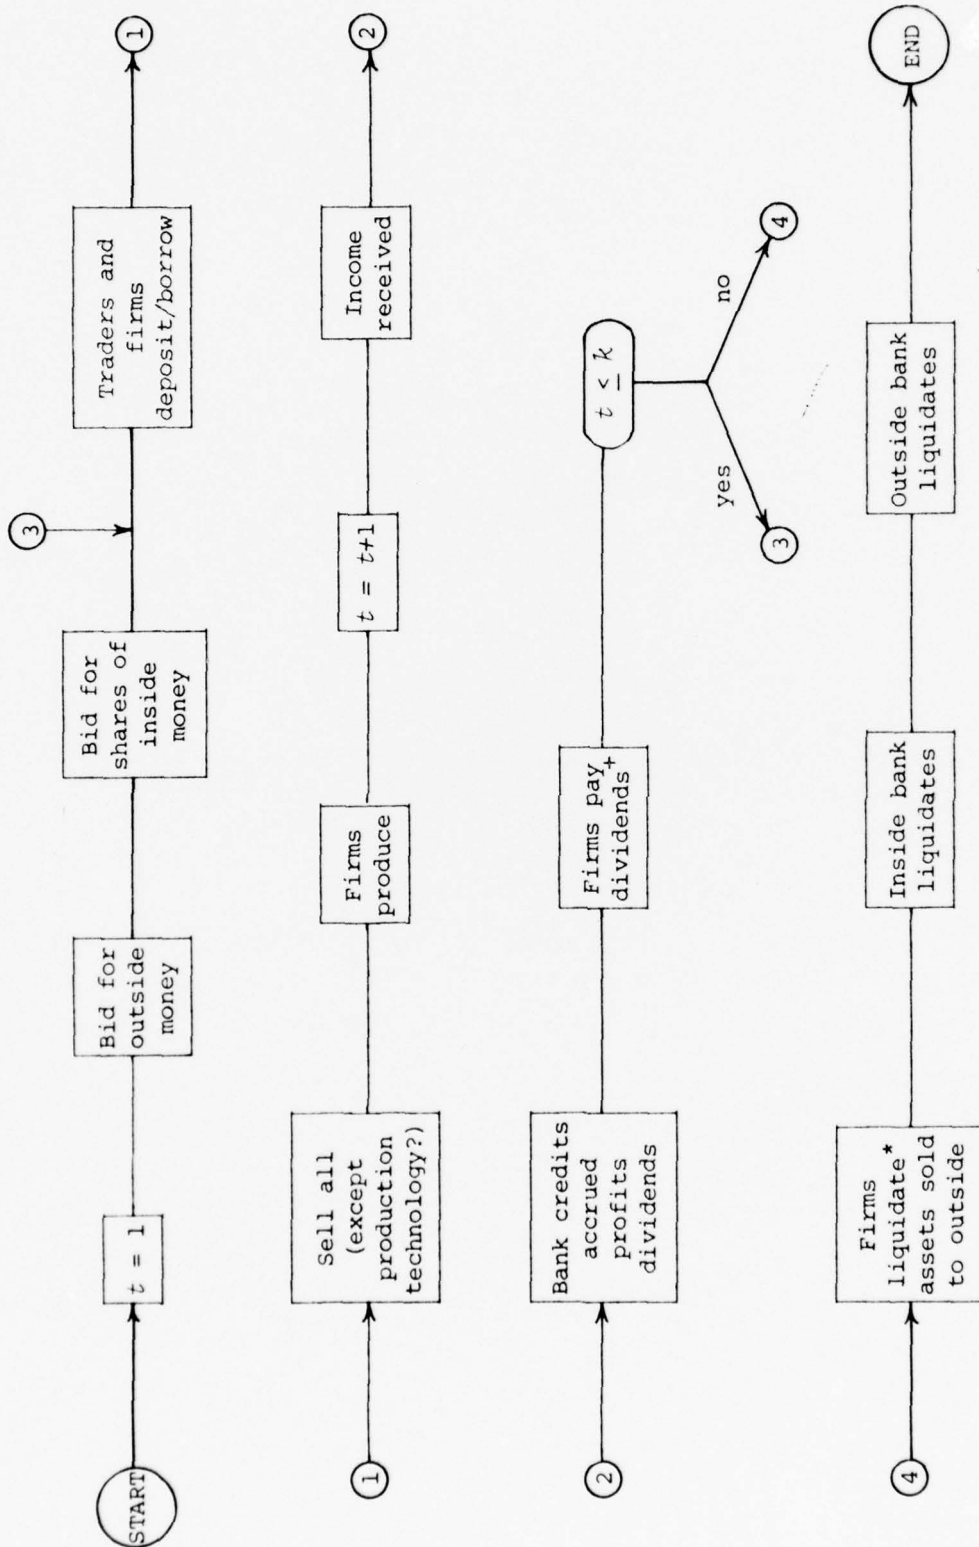 START
t = 1
Bid for
outside
money
Bid for
shares of
inside
money
3
Traders and
firms
deposit/borrow
1
1
Sell all
(except
production
technology?)
Firms
produce
t = t+1
Income
received
2
2
Bank credits
accrued
profits
dividends
Firms pay
dividends+
t ≤ k
yes
no
3
4
4
Firms
liquidate*
assets sold
to outside
Inside bank
liquidates
Outside bank
liquidates
END